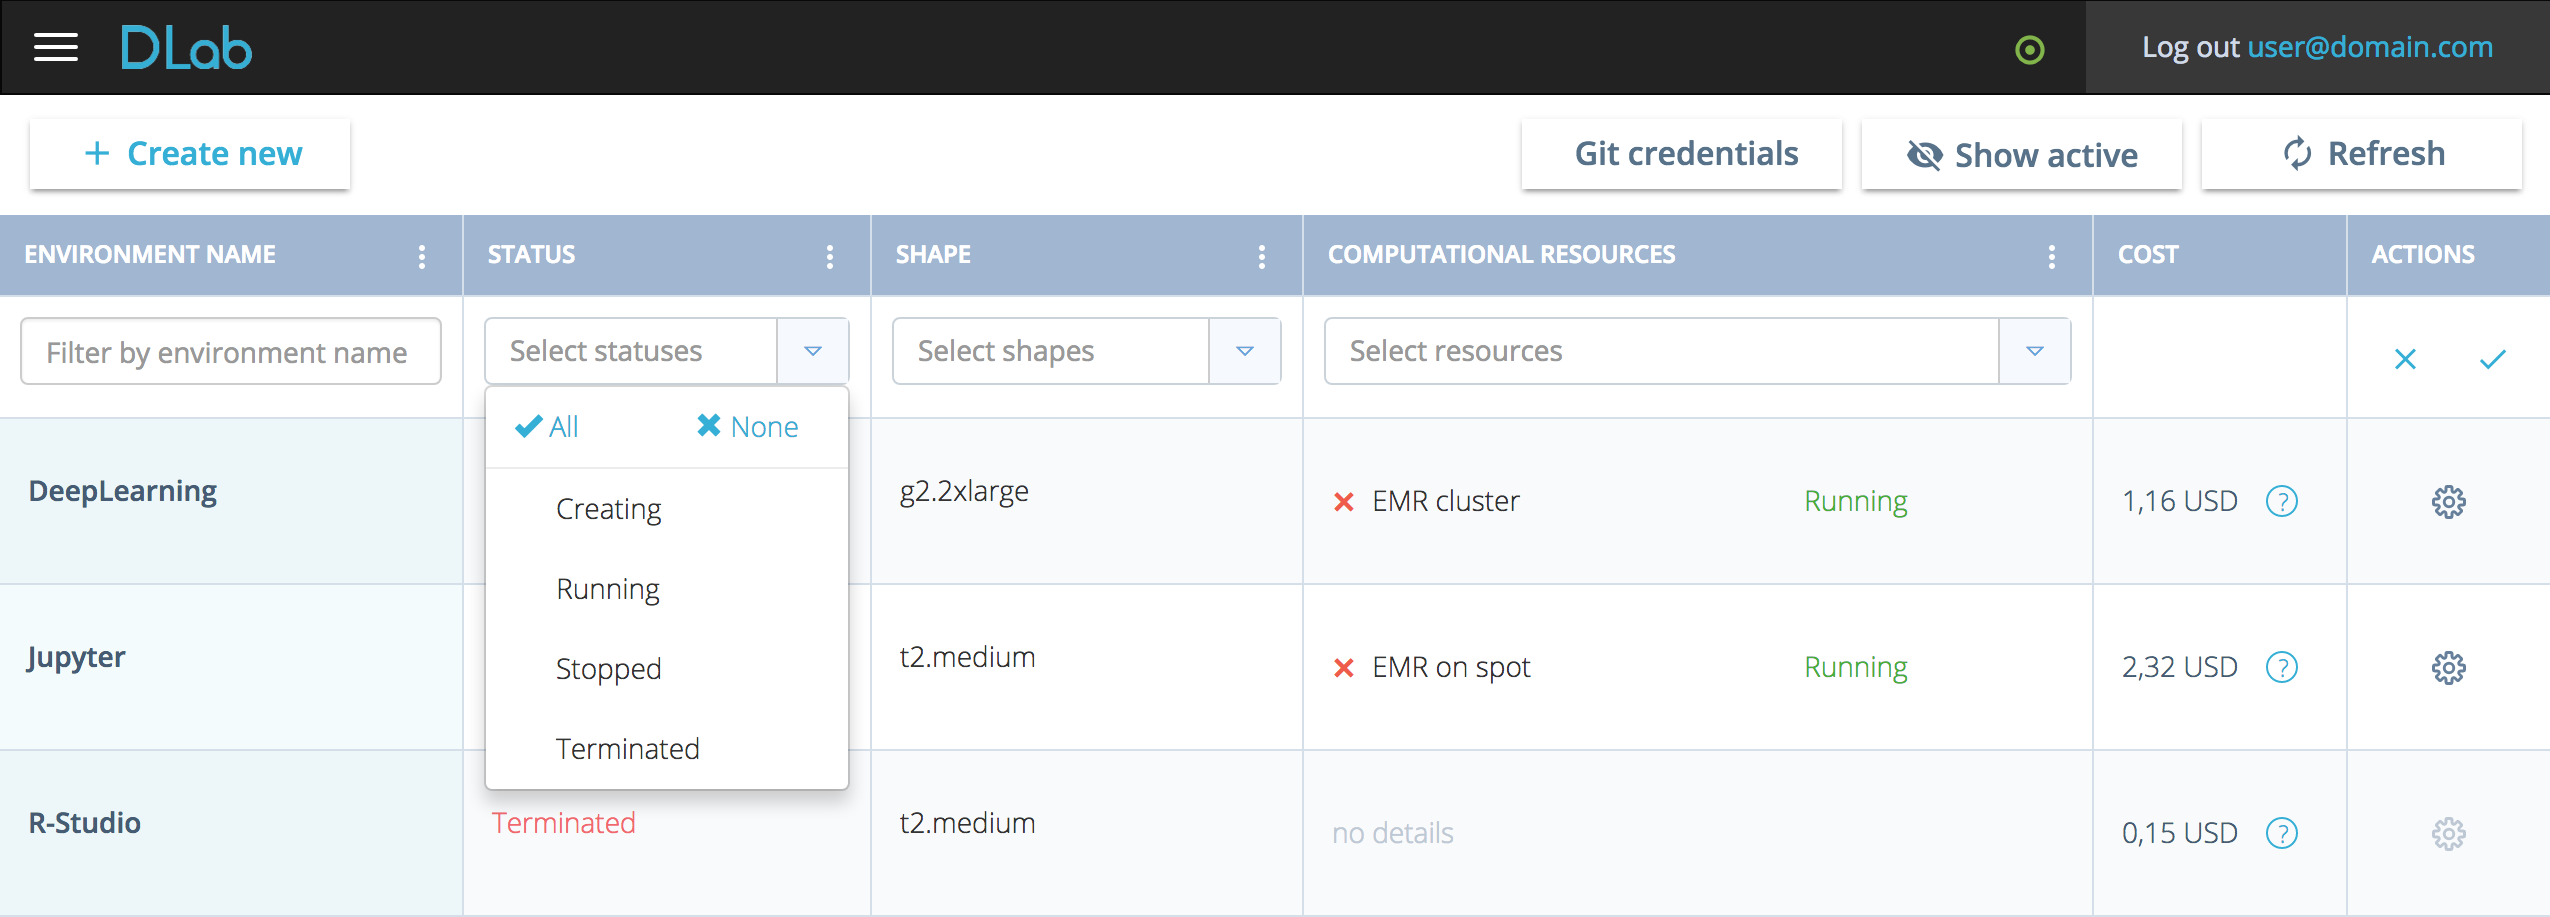 DLab
Log out user@domain.com
+ Create new
Git credentials
Show active
Refresh
ENVIRONMENT NAME STATUS SHAPE COMPUTATIONAL RESOURCES COST ACTIONS
Filter by environment name Select statuses Select shapes Select resources
All None
Creating
Running
Stopped
Terminated
DeepLearning g2.2xlarge EMR cluster Running 1,16 USD ?
Jupyter t2.medium EMR on spot Running 2,32 USD ?
R-Studio Terminated t2.medium no details 0,15 USD ?